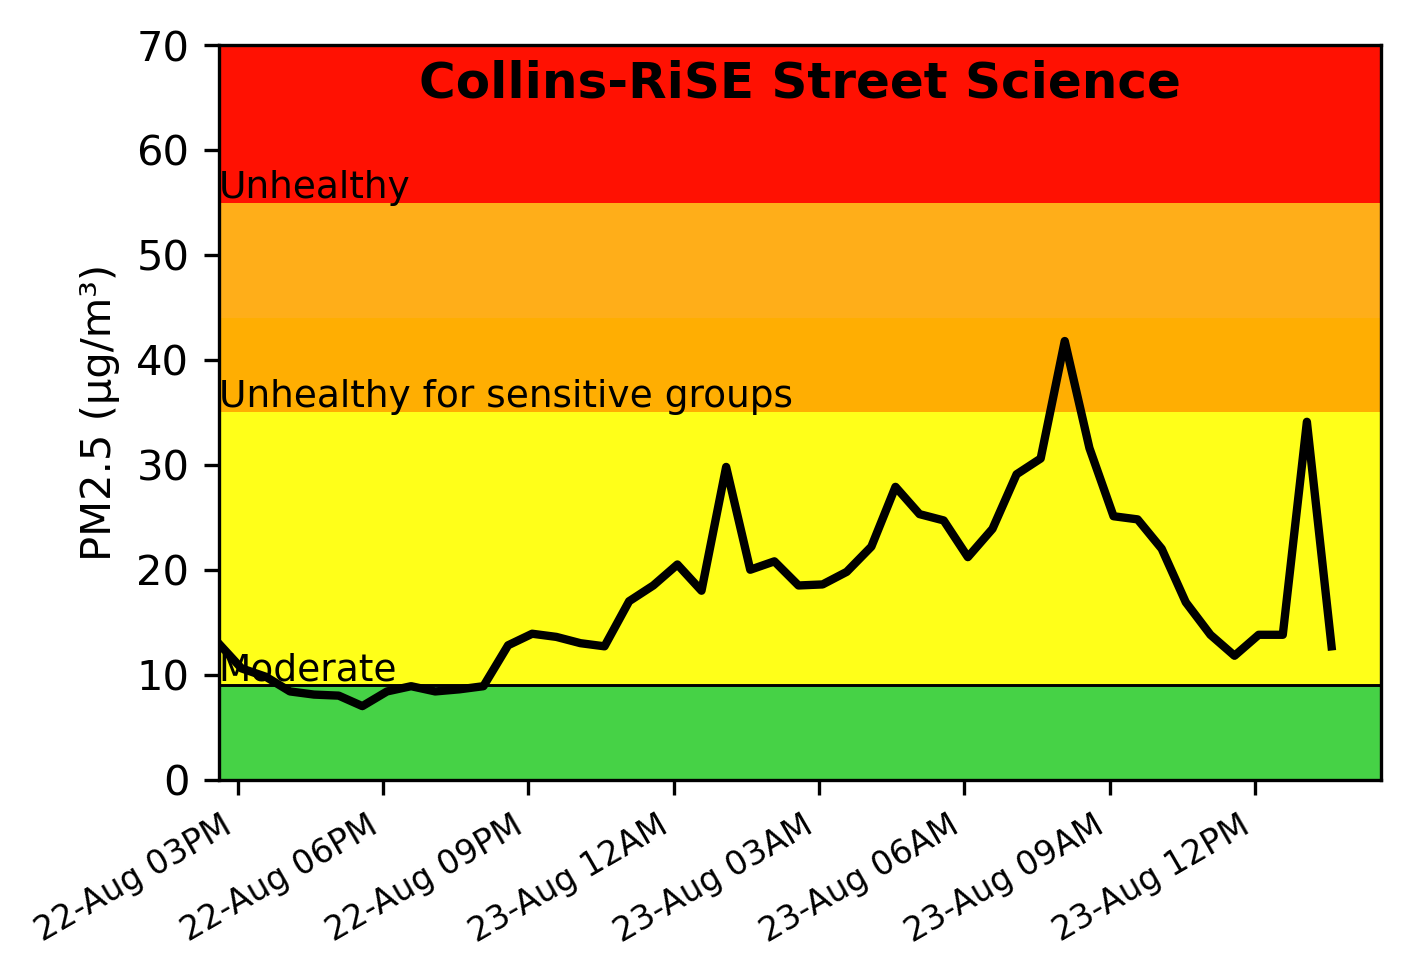 Collins-RiSE Street Science
PM2.5 (μg/m³)
70
60
50
40
30
20
10
0
Unhealthy
Unhealthy for sensitive groups
Moderate
22-Aug 03PM
22-Aug 06PM
22-Aug 09PM
23-Aug 12AM
23-Aug 03AM
23-Aug 06AM
23-Aug 09AM
23-Aug 12PM